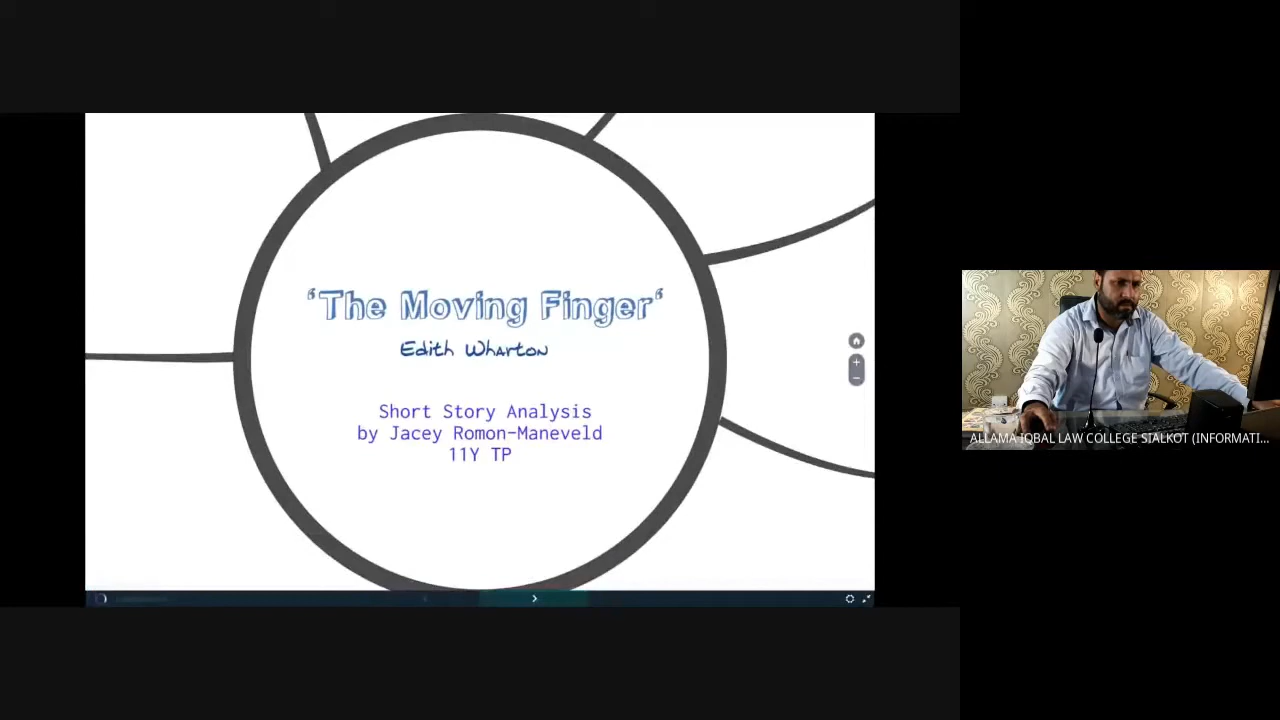 ‘The Moving Finger‘
Edith Wharton
Short Story Analysis
by Jacey Romon-Maneveld
11Y TP
ALLAMA IQBAL LAW COLLEGE SIALKOT (INFORMATI...